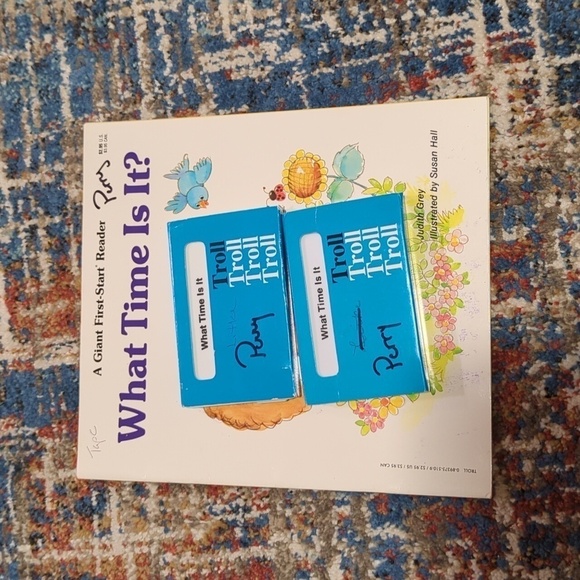 A Giant First-Start® Reader
Perry
What Time Is It?
Judith Grey
Illustrated by Susan Hall
What Time Is It
Troll
Troll
Troll
Troll
Perry
What Time Is It
Troll
Troll
Troll
Troll
Perry